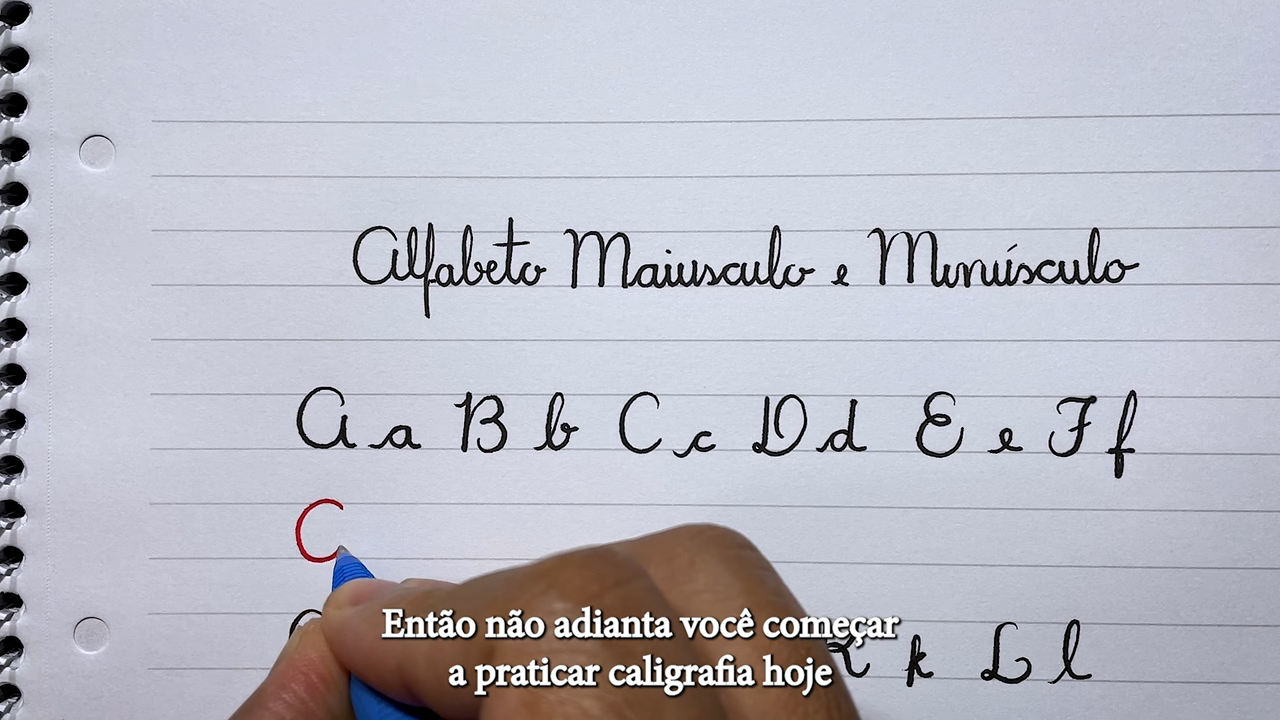 Alfabeto Maiusculo e Minúsculo
A a B b C c D d E e F f
C
k L l
Então não adianta você começar
a praticar caligrafia hoje